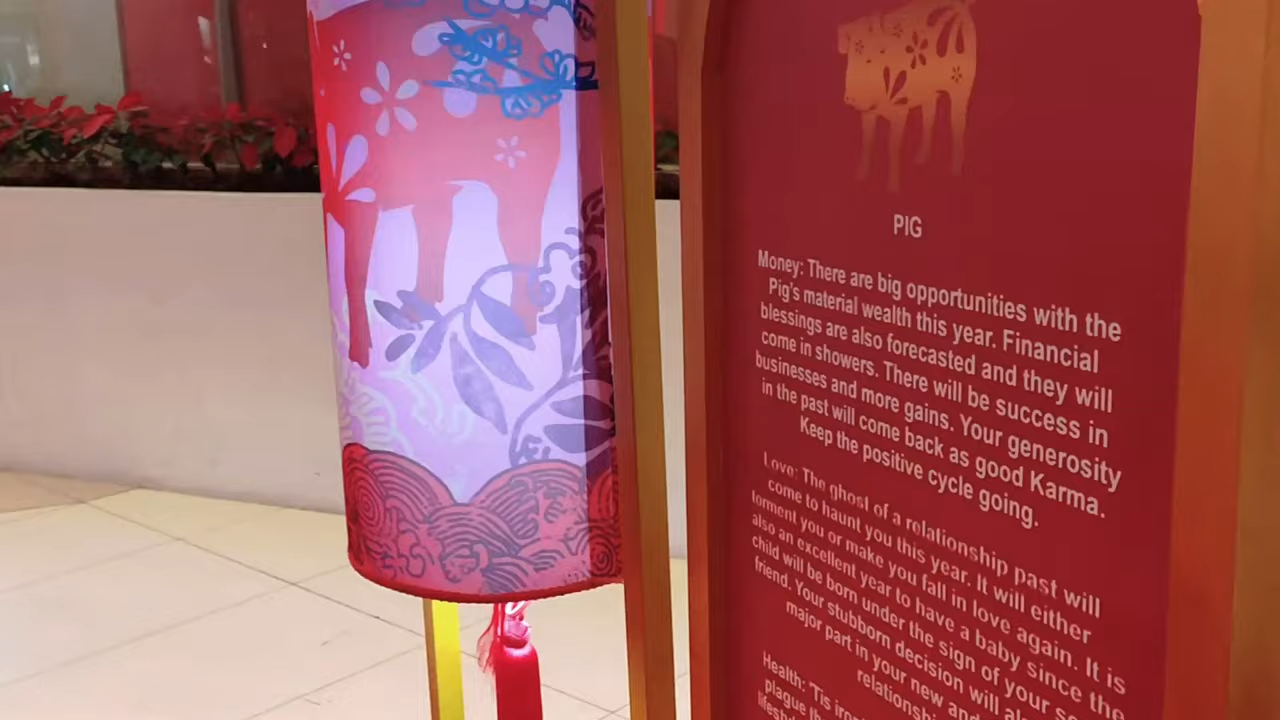 PIG
Money: There are big opportunities with the
Pig's material wealth this year. Financial
blessings are also forecasted and they will
come in showers. There will be success in
businesses and more gains. Your generosity
in the past will come back as good Karma.
Keep the positive cycle going.
Love: The ghost of a relationship past will
come to haunt you this year. It will either
torment you or make you fall in love again. It is
also an excellent year to have a baby since the
child will be born under the sign of your
friend. Your stubborn decision will
major part in your new and
Health: 'Tis
plague